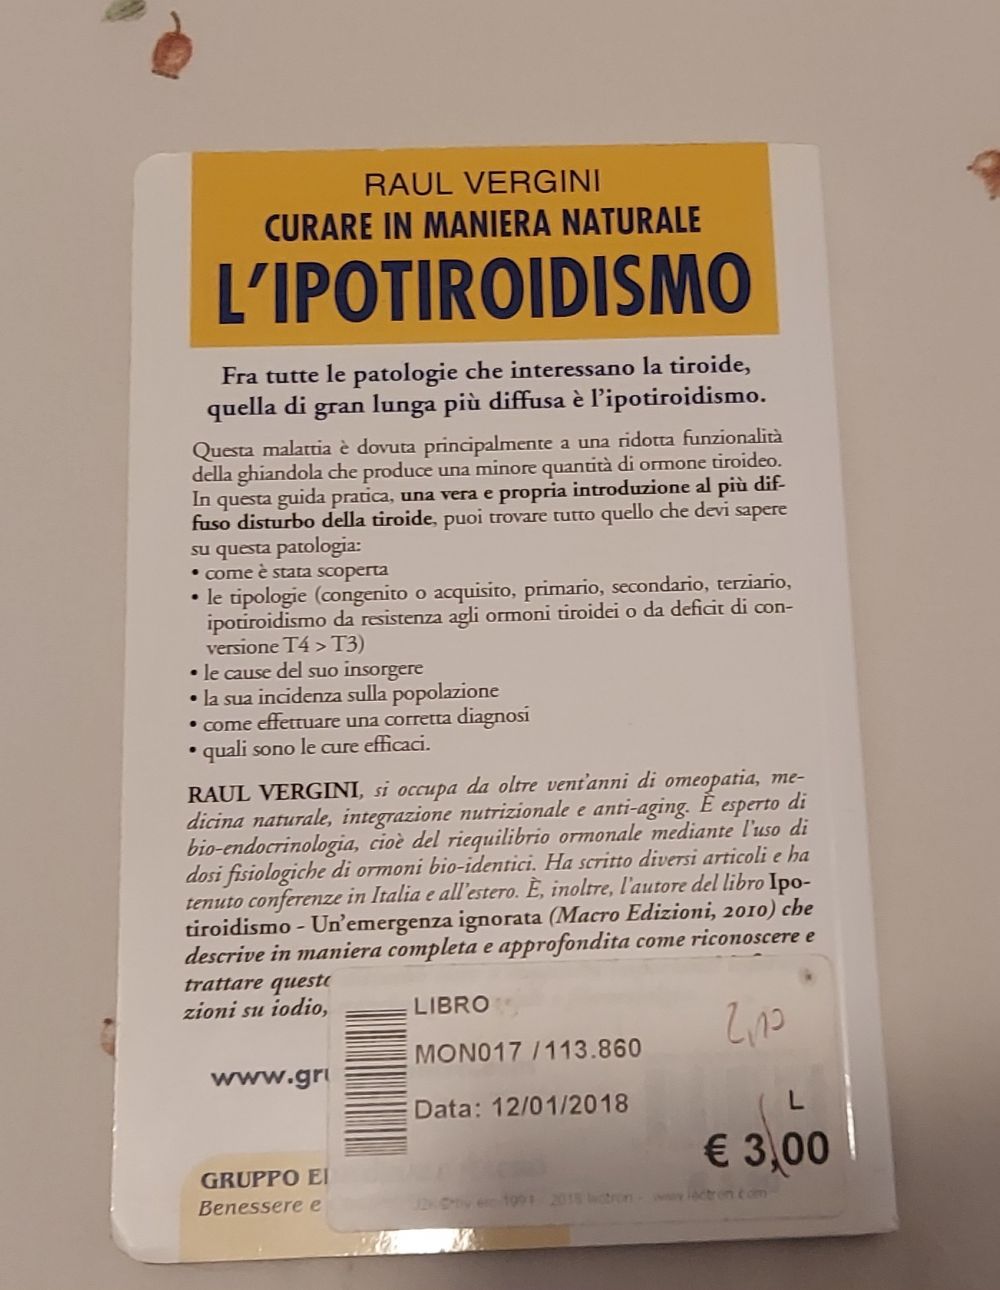 RAUL VERGINI
CURARE IN MANIERA NATURALE
L'IPOTIROIDISMO
Fra tutte le patologie che interessano la tiroide,
quella di gran lunga più diffusa è l'ipotiroidismo.
Questa malattia è dovuta principalmente a una ridotta funzionalità
della ghiandola che produce una minore quantità di ormone tiroideo.
In questa guida pratica, una vera e propria introduzione al più dif-
fuso disturbo della tiroide, puoi trovare tutto quello che devi sapere
su questa patologia:
• come è stata scoperta
• le tipologie (congenito o acquisito, primario, secondario, terziario,
ipotiroidismo da resistenza agli ormoni tiroidei o da deficit di con-
versione T4 > T3)
• le cause del suo insorgere
• la sua incidenza sulla popolazione
• come effettuare una corretta diagnosi
• quali sono le cure efficaci.
RAUL VERGINI, si occupa da oltre vent'anni di omeopatia, me-
dicina naturale, integrazione nutrizionale e anti-aging. È esperto di
bio-endocrinologia, cioè del riequilibrio ormonale mediante l'uso di
dosi fisiologiche di ormoni bio-identici. Ha scritto diversi articoli e ha
tenuto conferenze in Italia e all'estero. È, inoltre, l'autore del libro Ipo-
tiroidismo - Un'emergenza ignorata (Macro Edizioni, 2010) che
descrive in maniera completa e approfondita come riconoscere e
trattare questo
zioni su iodio,
www.gru
GRUPPO E
Benessere e
LIBRO
MON017 /113.860
Data: 12/01/2018
2,10
L
€ 3,00